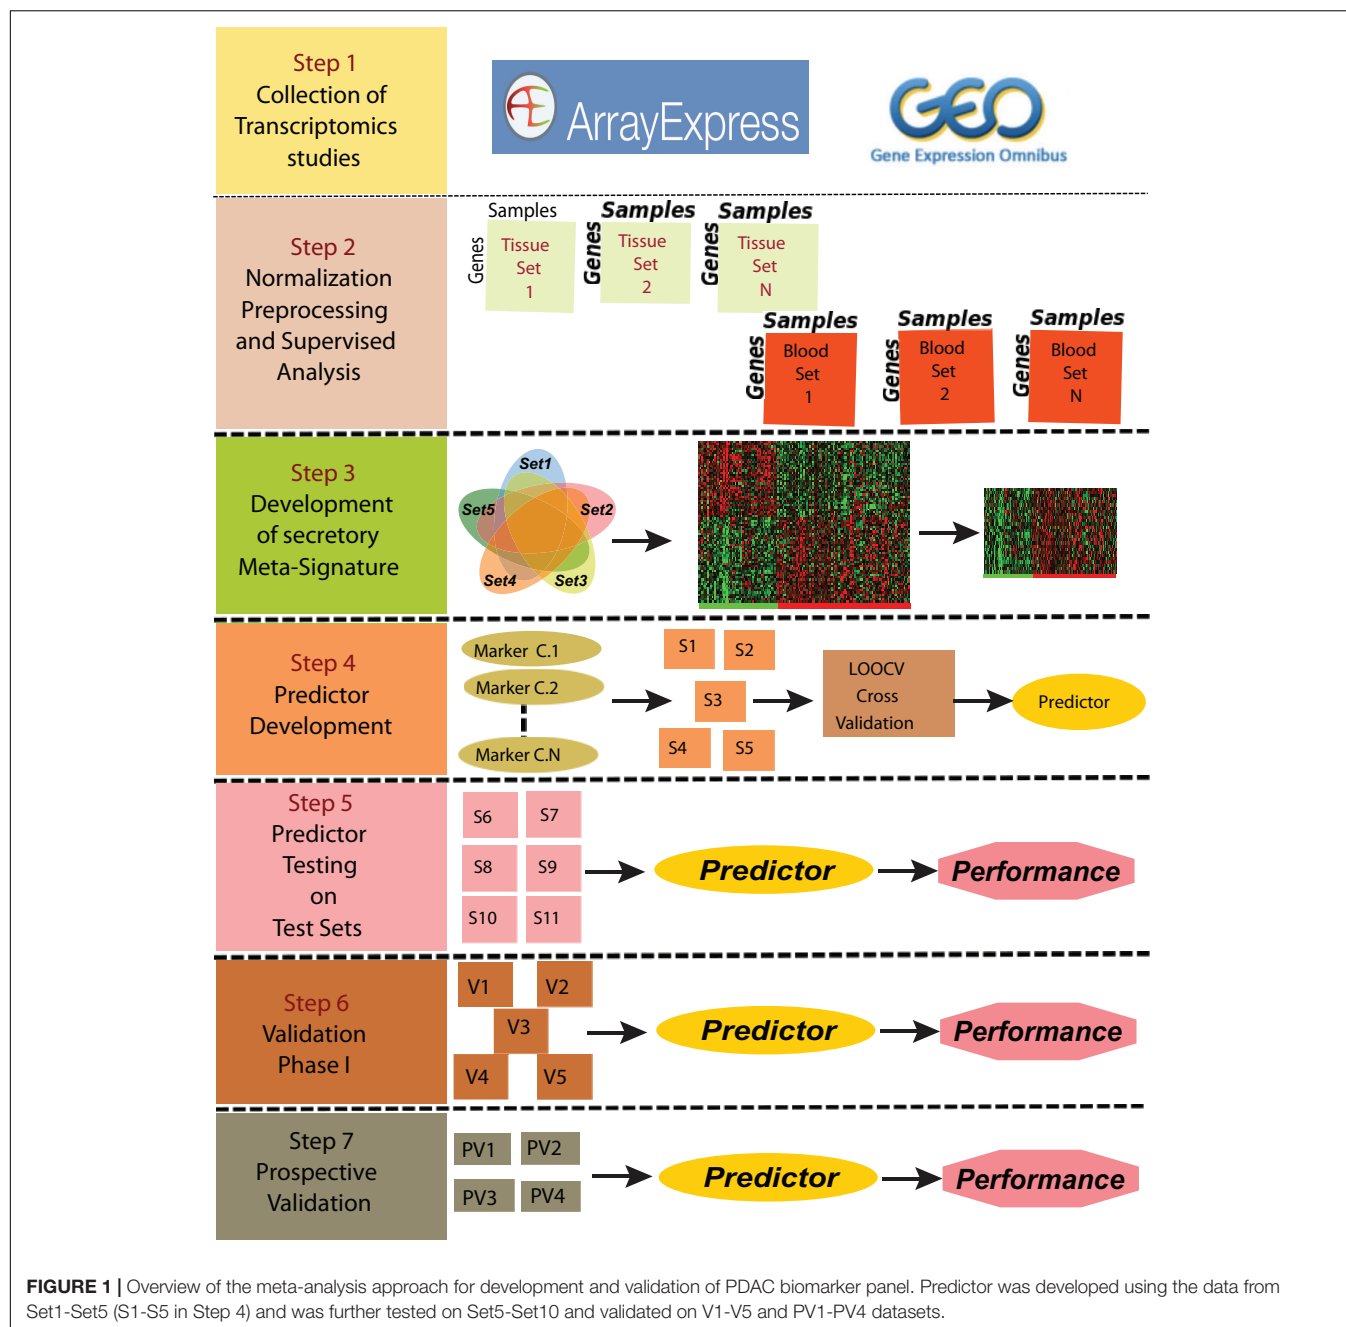 Step 1
Collection of
Transcriptomics
studies
ArrayExpress
GEO
Gene Expression Omnibus
Step 2
Normalization
Preprocessing
and Supervised
Analysis
Samples
Genes
Tissue
Set
1
Samples
Genes
Tissue
Set
2
Samples
Genes
Tissue
Set
N
Samples
Genes
Blood
Set
1
Samples
Genes
Blood
Set
2
Samples
Genes
Blood
Set
N
Step 3
Development
of secretory
Meta-Signature
Set1
Set2
Set3
Set4
Set5
Step 4
Predictor
Development
Marker C.1
Marker C.2
Marker C.N
S1
S2
S3
S4
S5
LOOCV
Cross
Validation
Predictor
Step 5
Predictor
Testing
on
Test Sets
S6
S7
S8
S9
S10
S11
Predictor
Performance
Step 6
Validation
Phase I
V1
V2
V3
V4
V5
Predictor
Performance
Step 7
Prospective
Validation
PV1
PV2
PV3
PV4
Predictor
Performance
FIGURE 1 | Overview of the meta-analysis approach for development and validation of PDAC biomarker panel. Predictor was developed using the data from
Set1-Set5 (S1-S5 in Step 4) and was further tested on Set5-Set10 and validated on V1-V5 and PV1-PV4 datasets.